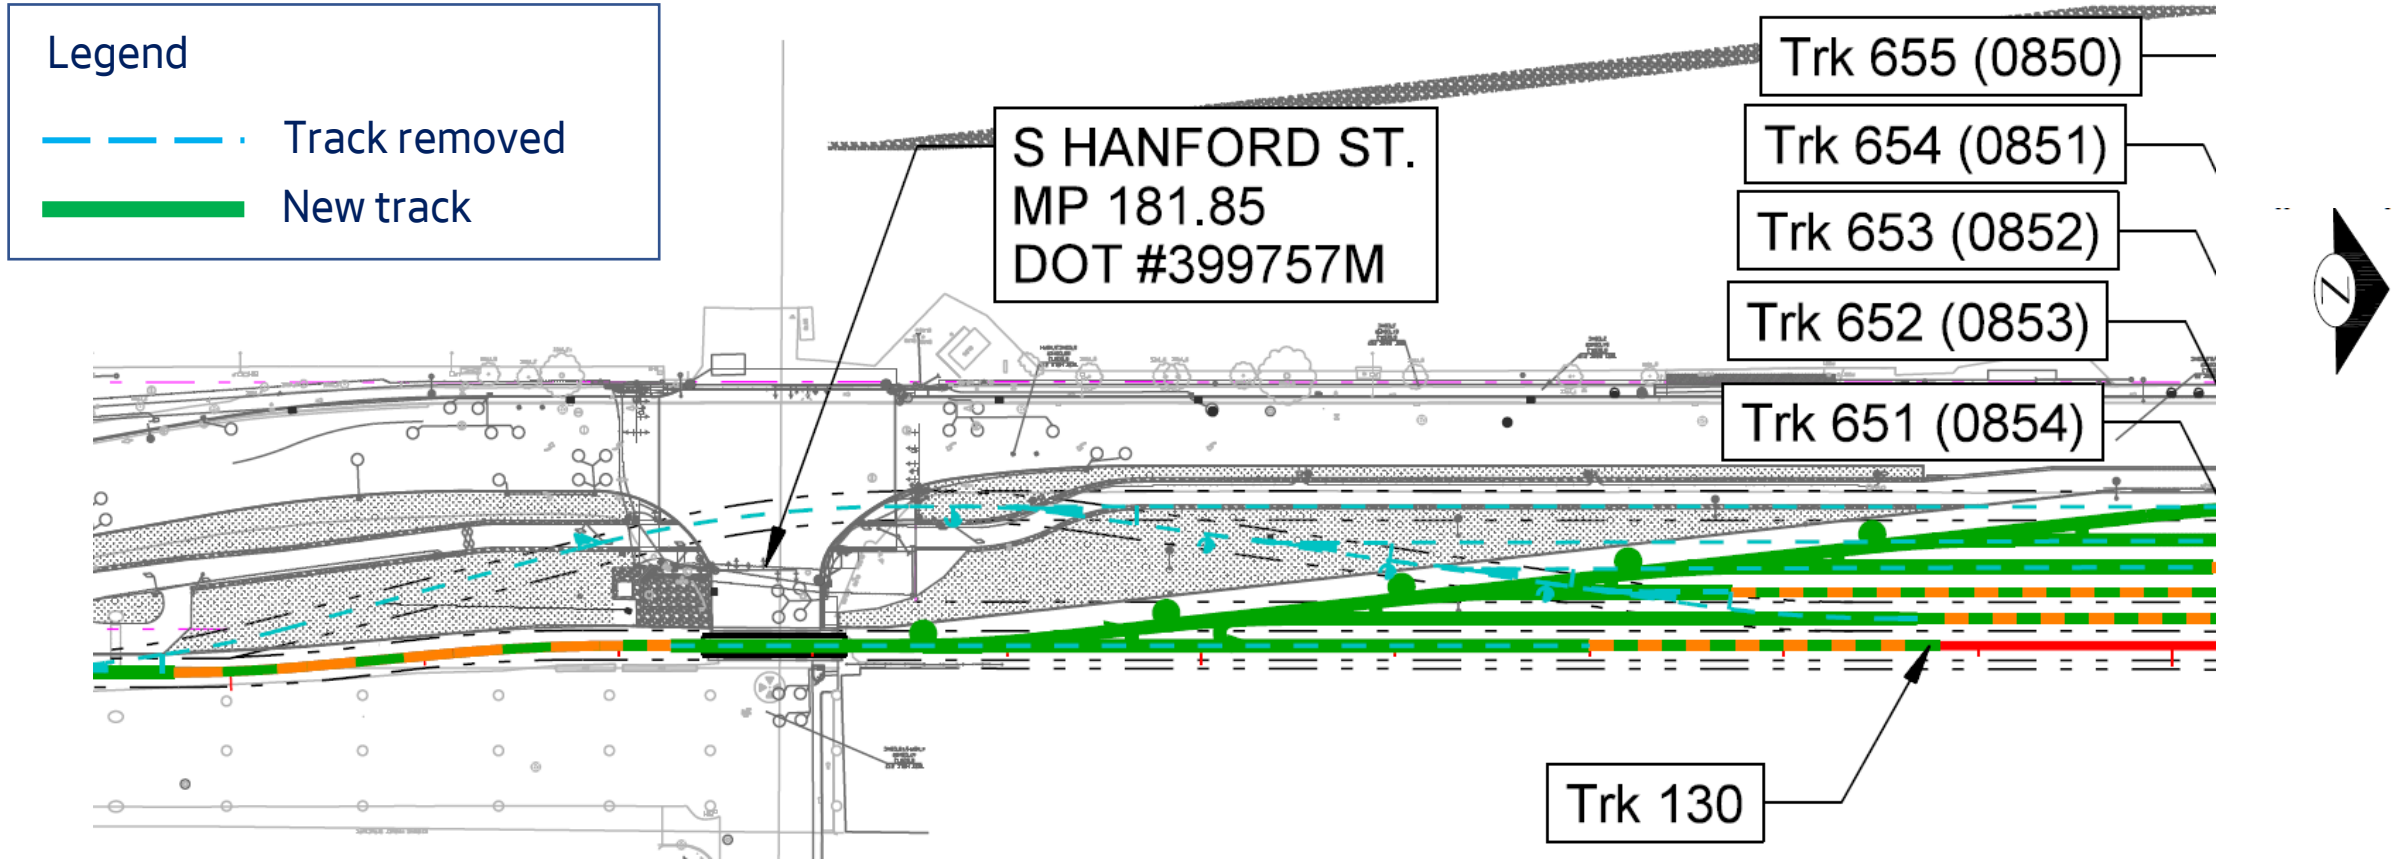 Legend
Track removed
New track
S HANFORD ST.
MP 181.85
DOT #399757M
Trk 655 (0850)
Trk 654 (0851)
Trk 653 (0852)
Trk 652 (0853)
Trk 651 (0854)
Trk 130
N